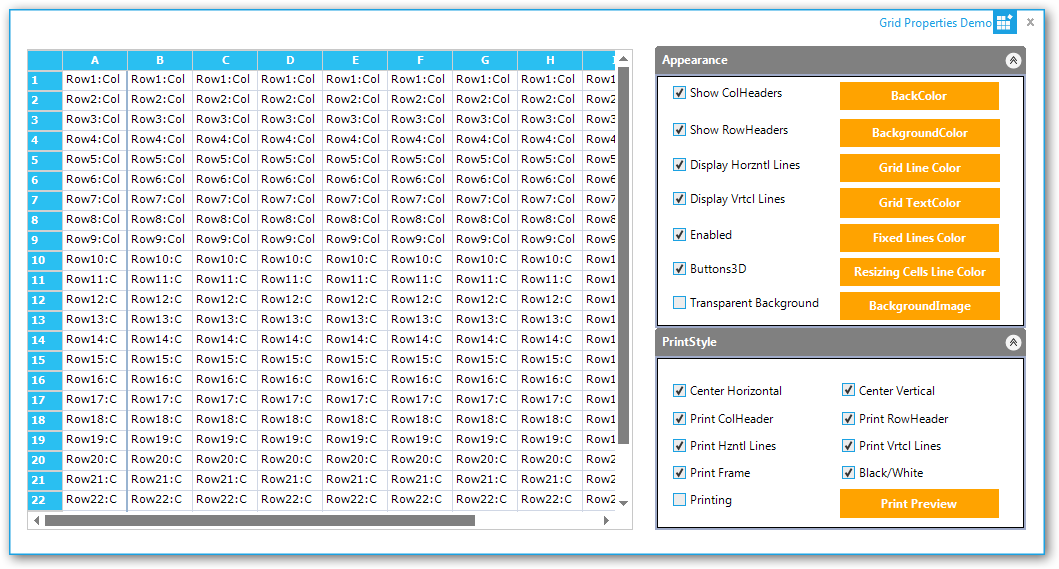 Grid Properties Demo
A B C D E F G H I
1 Row1:Col Row1:Col Row1:Col Row1:Col Row1:Col Row1:Col Row1:Col Row1:Col Row1
2 Row2:Col Row2:Col Row2:Col Row2:Col Row2:Col Row2:Col Row2:Col Row2:Col Row2
3 Row3:Col Row3:Col Row3:Col Row3:Col Row3:Col Row3:Col Row3:Col Row3:Col Row3
4 Row4:Col Row4:Col Row4:Col Row4:Col Row4:Col Row4:Col Row4:Col Row4:Col Row4
5 Row5:Col Row5:Col Row5:Col Row5:Col Row5:Col Row5:Col Row5:Col Row5:Col Row5
6 Row6:Col Row6:Col Row6:Col Row6:Col Row6:Col Row6:Col Row6:Col Row6:Col Row6
7 Row7:Col Row7:Col Row7:Col Row7:Col Row7:Col Row7:Col Row7:Col Row7:Col Row7
8 Row8:Col Row8:Col Row8:Col Row8:Col Row8:Col Row8:Col Row8:Col Row8:Col Row8
9 Row9:Col Row9:Col Row9:Col Row9:Col Row9:Col Row9:Col Row9:Col Row9:Col Row9
10 Row10:C Row10:C Row10:C Row10:C Row10:C Row10:C Row10:C Row10:C Row1
11 Row11:C Row11:C Row11:C Row11:C Row11:C Row11:C Row11:C Row11:C Row1
12 Row12:C Row12:C Row12:C Row12:C Row12:C Row12:C Row12:C Row12:C Row1
13 Row13:C Row13:C Row13:C Row13:C Row13:C Row13:C Row13:C Row13:C Row1
14 Row14:C Row14:C Row14:C Row14:C Row14:C Row14:C Row14:C Row14:C Row1
15 Row15:C Row15:C Row15:C Row15:C Row15:C Row15:C Row15:C Row15:C Row1
16 Row16:C Row16:C Row16:C Row16:C Row16:C Row16:C Row16:C Row16:C Row1
17 Row17:C Row17:C Row17:C Row17:C Row17:C Row17:C Row17:C Row17:C Row1
18 Row18:C Row18:C Row18:C Row18:C Row18:C Row18:C Row18:C Row18:C Row1
19 Row19:C Row19:C Row19:C Row19:C Row19:C Row19:C Row19:C Row19:C Row1
20 Row20:C Row20:C Row20:C Row20:C Row20:C Row20:C Row20:C Row20:C Row2
21 Row21:C Row21:C Row21:C Row21:C Row21:C Row21:C Row21:C Row21:C Row2
22 Row22:C Row22:C Row22:C Row22:C Row22:C Row22:C Row22:C Row22:C Row2
Appearance
Show ColHeaders BackColor
Show RowHeaders BackgroundColor
Display Horzntl Lines Grid Line Color
Display Vrtcl Lines Grid TextColor
Enabled Fixed Lines Color
Buttons3D Resizing Cells Line Color
Transparent Background BackgroundImage
PrintStyle
Center Horizontal Center Vertical
Print ColHeader Print RowHeader
Print Hzntl Lines Print Vrtcl Lines
Print Frame Black/White
Printing Print Preview